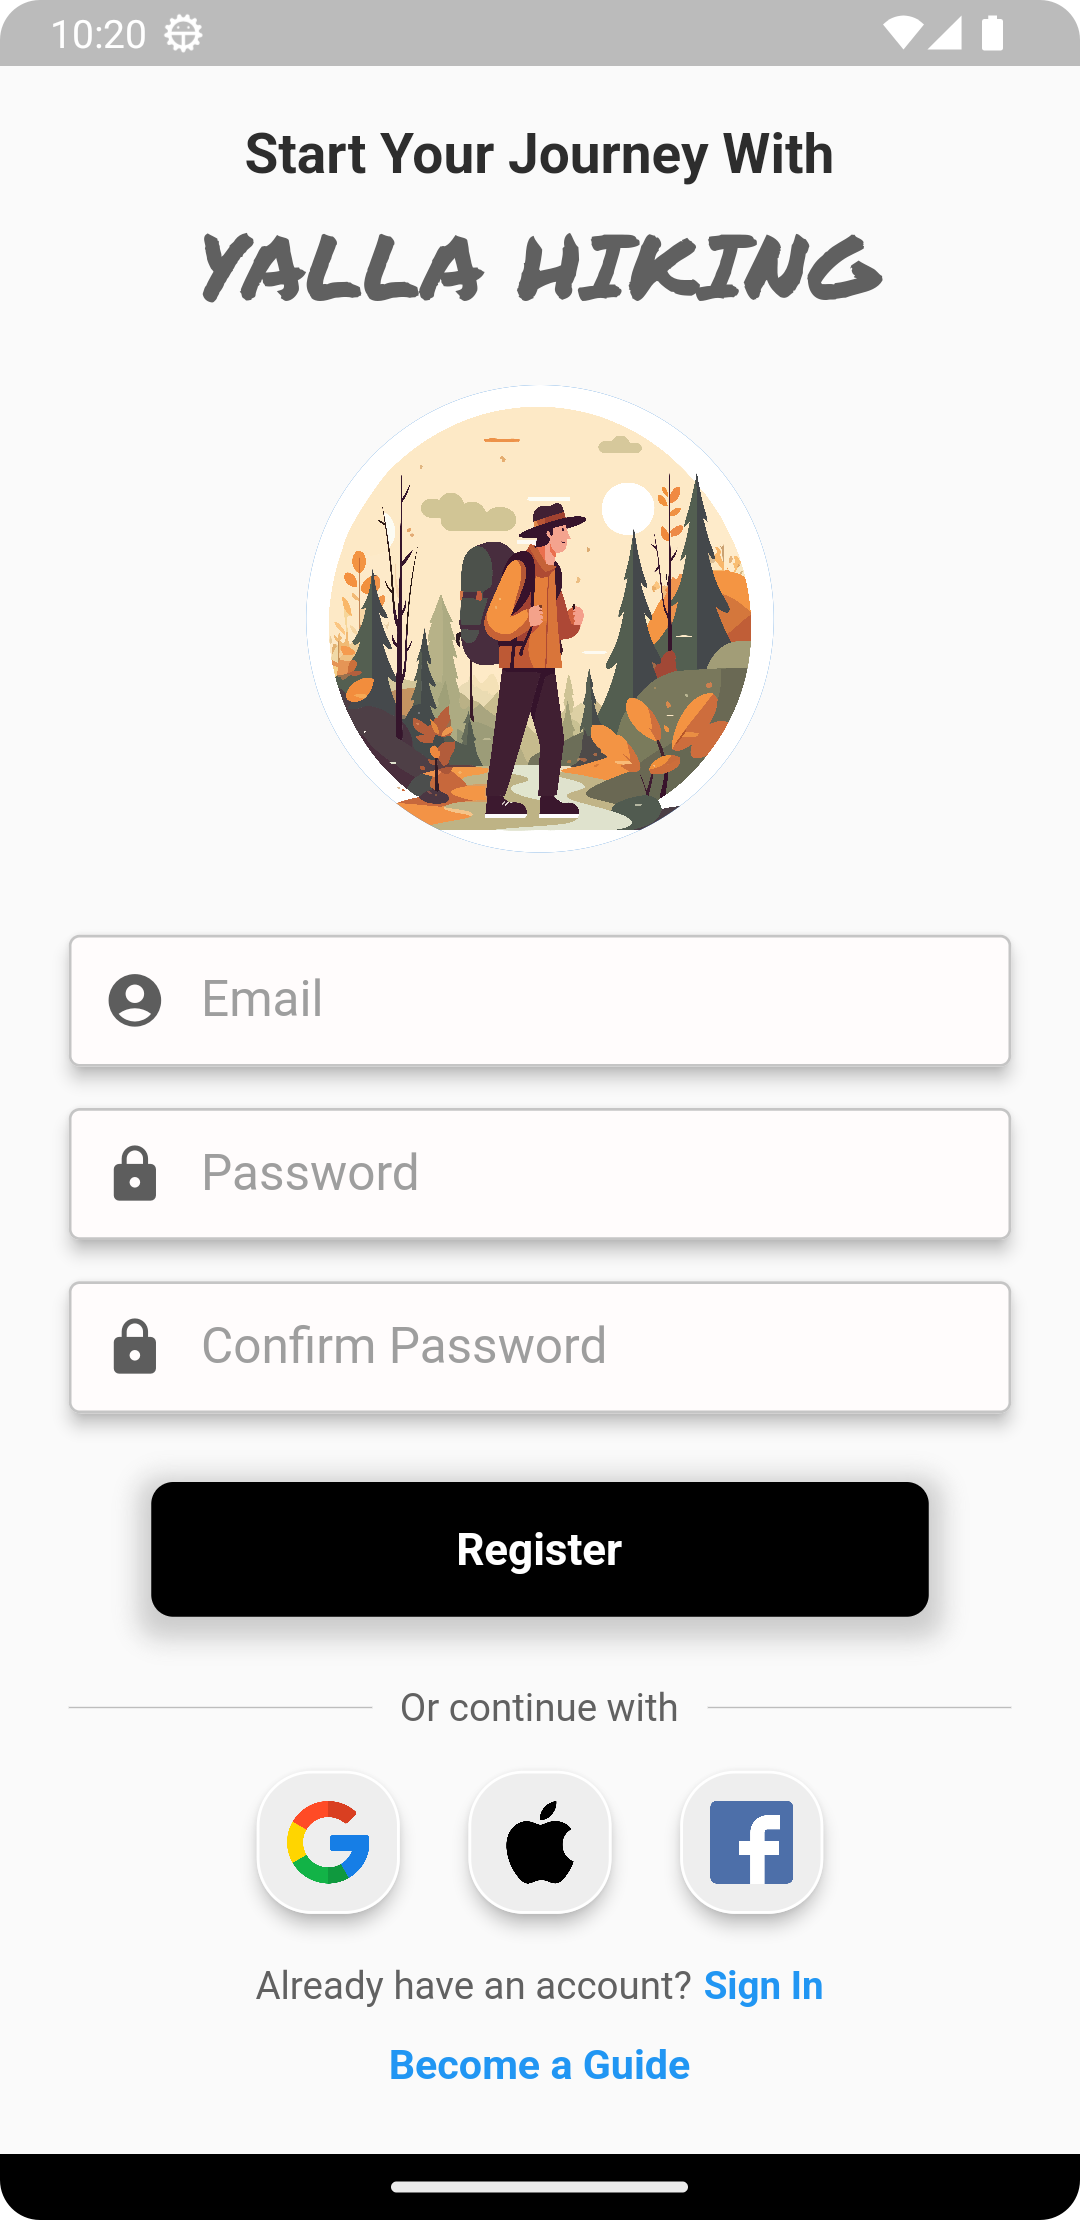 10:20
Start Your Journey With
YALLA HIKING
Email
Password
Confirm Password
Register
Or continue with
Already have an account? Sign In
Become a Guide